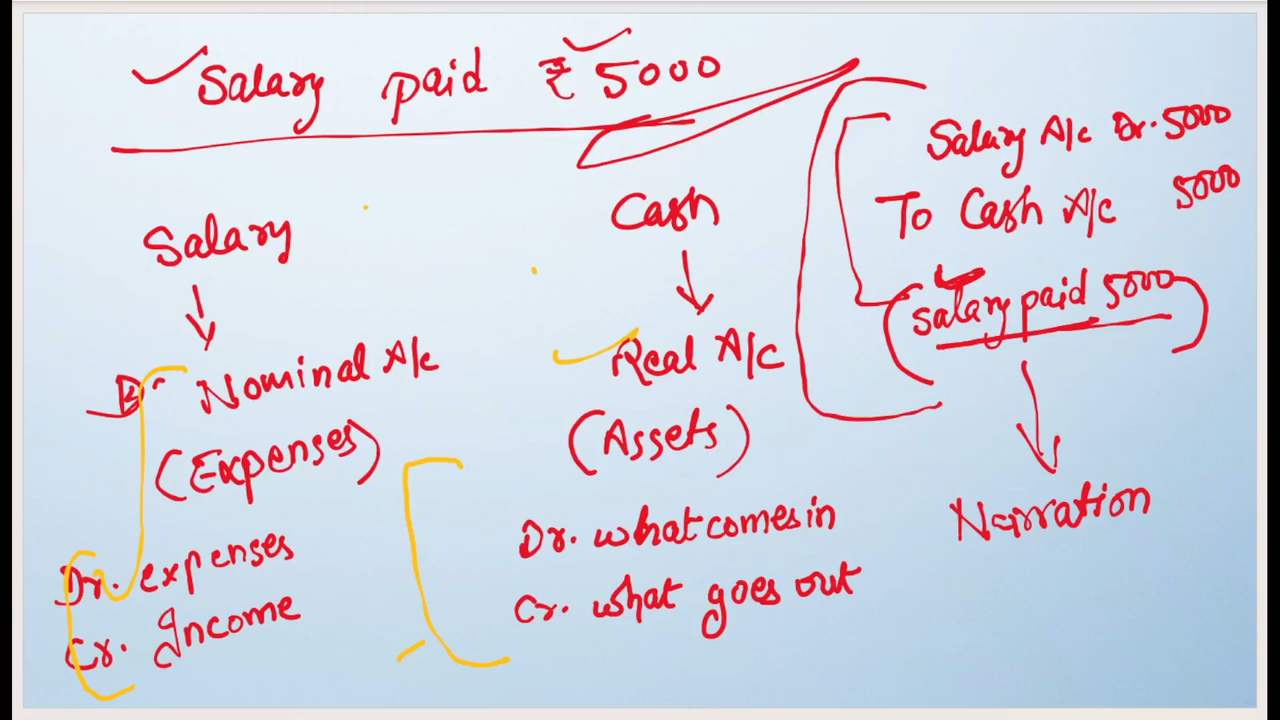 Salary paid ₹ 5000
Salary
Nominal A/c
(Expenses)
Dr. expenses
Cr. Income
Cash
Real A/c
(Assets)
Dr. what comes in
Cr. what goes out
Salary A/c Dr. 5000
To Cash A/c 5000
(Salary paid 5000)
Narration